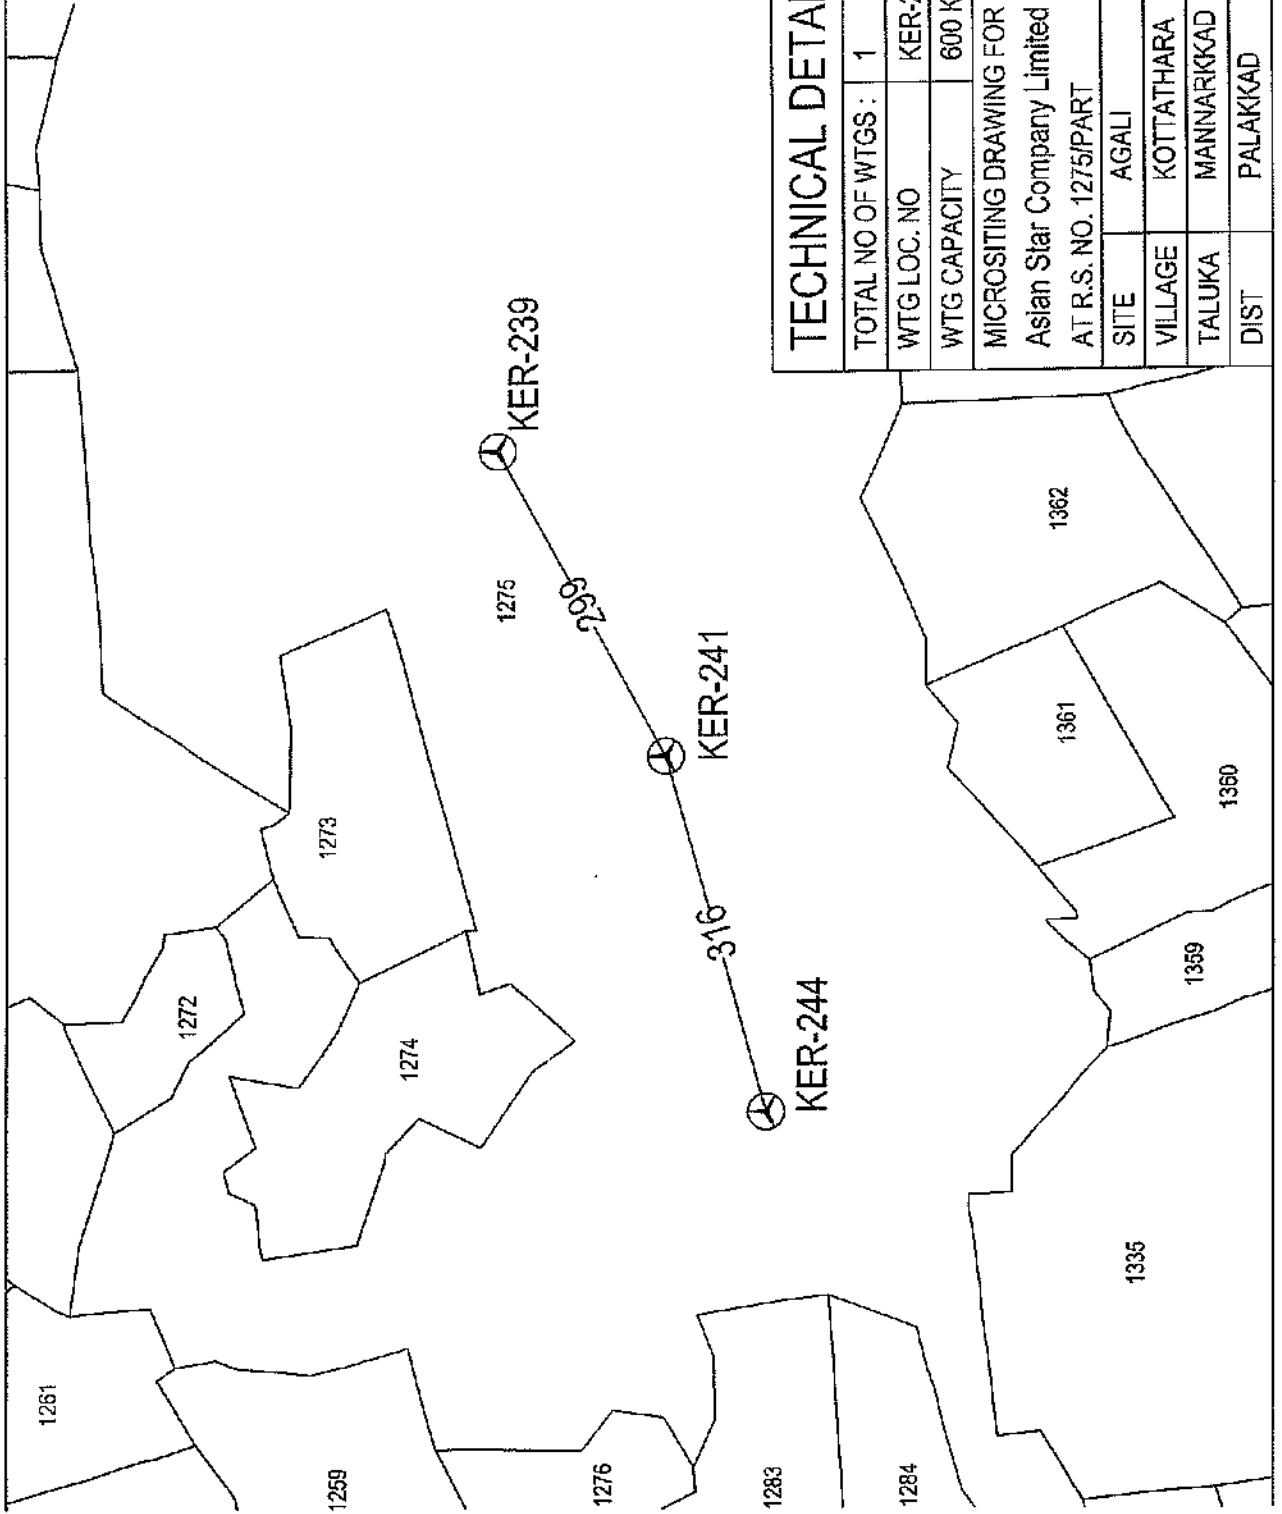 KER-239
299
1275
KER-241
316
KER-244
1273
1272
1274
1261
1259
1276
1283
1284
1335
1359
1360
1361
1362
TECHNICAL DETA
TOTAL NO OF WTGS : 1
WTG LOC. NO KER-2
WTG CAPACITY 600 K
MICROSITING DRAWING FOR
Asian Star Company Limited
AT R.S. NO. 1275/PART
SITE AGALI
VILLAGE KOTTATHARA
TALUKA MANNARKKAD
DIST PALAKKAD